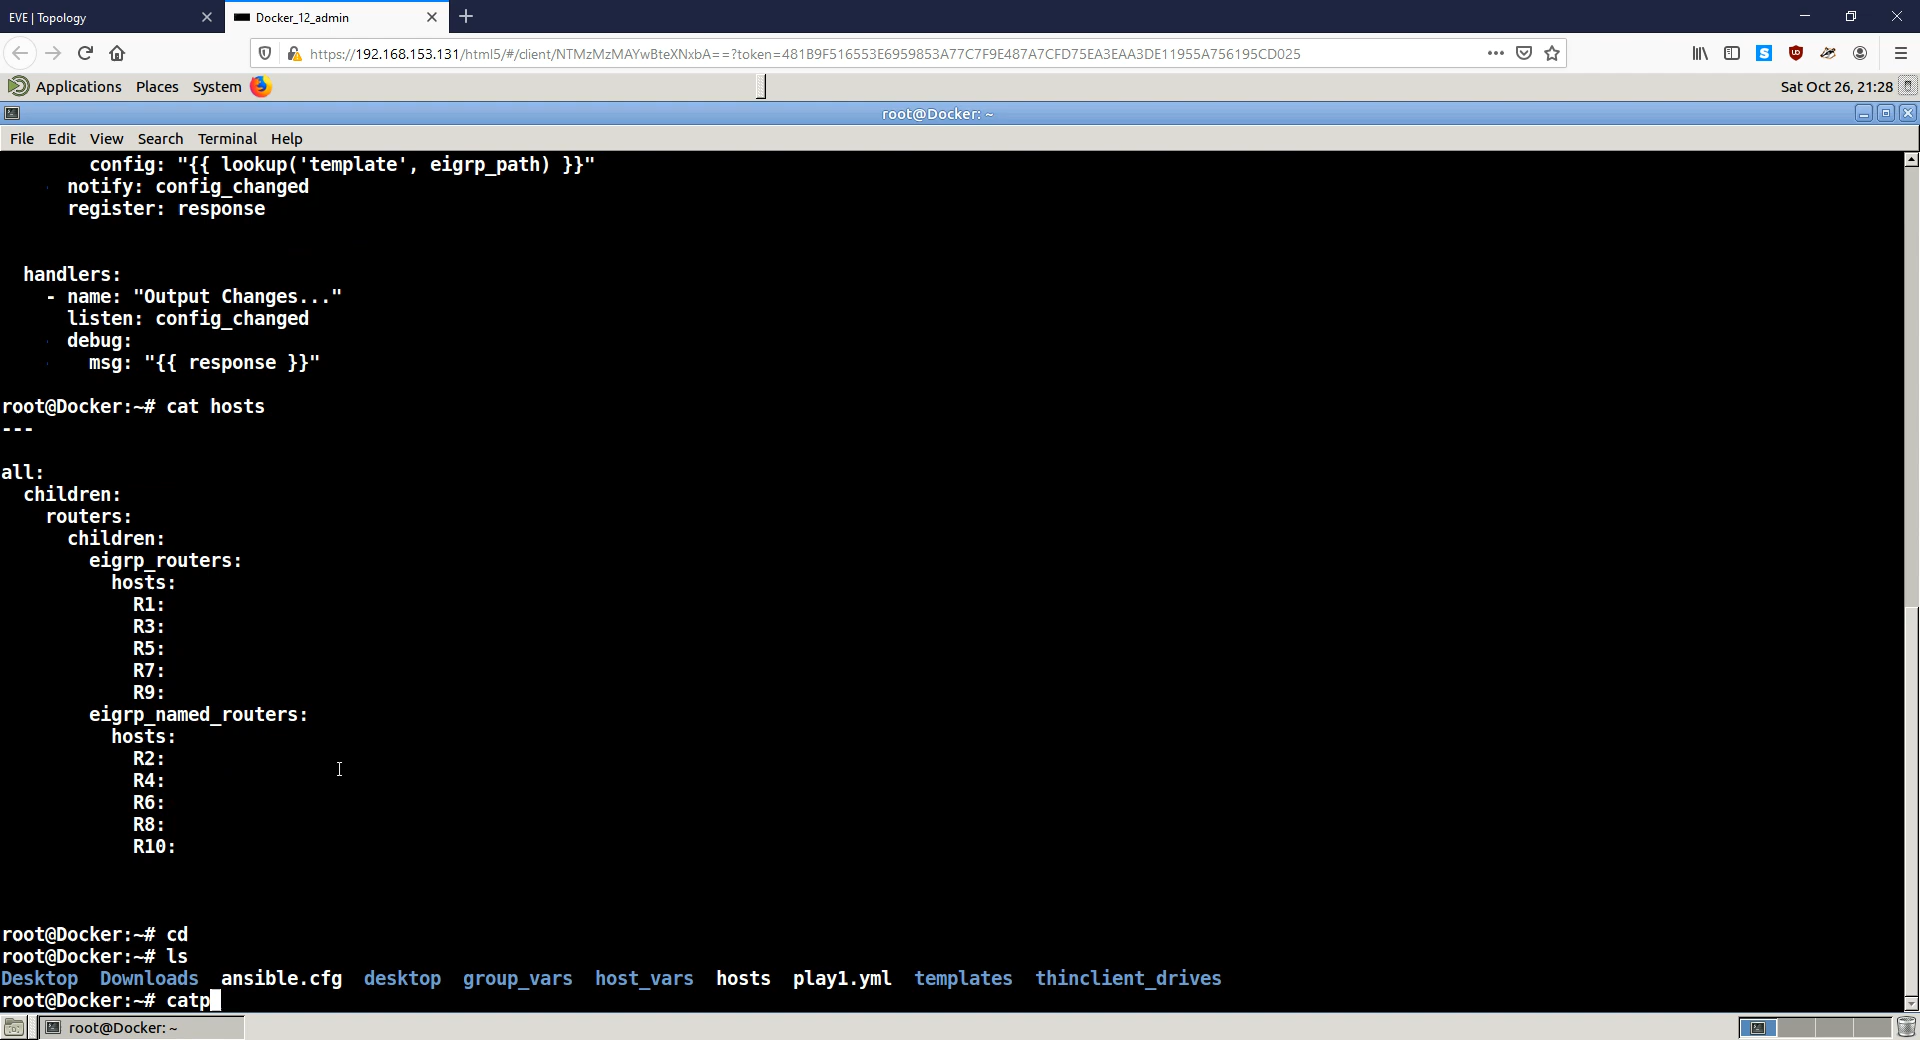 EVE | Topology
Docker_12_admin
https://192.168.153.131/html5/#/client/NTMzMzMAYwBteXNxbA==?token=481B9F516553E6959853A77C7F9E487A7CFD75EA3EAA3DE11955A756195CD025
Applications Places System
Sat Oct 26, 21:28
root@Docker: ~
File Edit View Search Terminal Help
        config: "{{ lookup('template', eigrp_path) }}"
      notify: config_changed
      register: response
  handlers:
    - name: "Output Changes..."
      listen: config_changed
      debug:
        msg: "{{ response }}"
root@Docker:~# cat hosts
---
all:
  children:
    routers:
      children:
        eigrp_routers:
          hosts:
            R1:
            R3:
            R5:
            R7:
            R9:
        eigrp_named_routers:
          hosts:
            R2:
            R4:
            R6:
            R8:
            R10:
root@Docker:~# cd
root@Docker:~# ls
Desktop  Downloads  ansible.cfg  desktop  group_vars  host_vars  hosts  play1.yml  templates  thinclient_drives
root@Docker:~# catp
root@Docker: ~